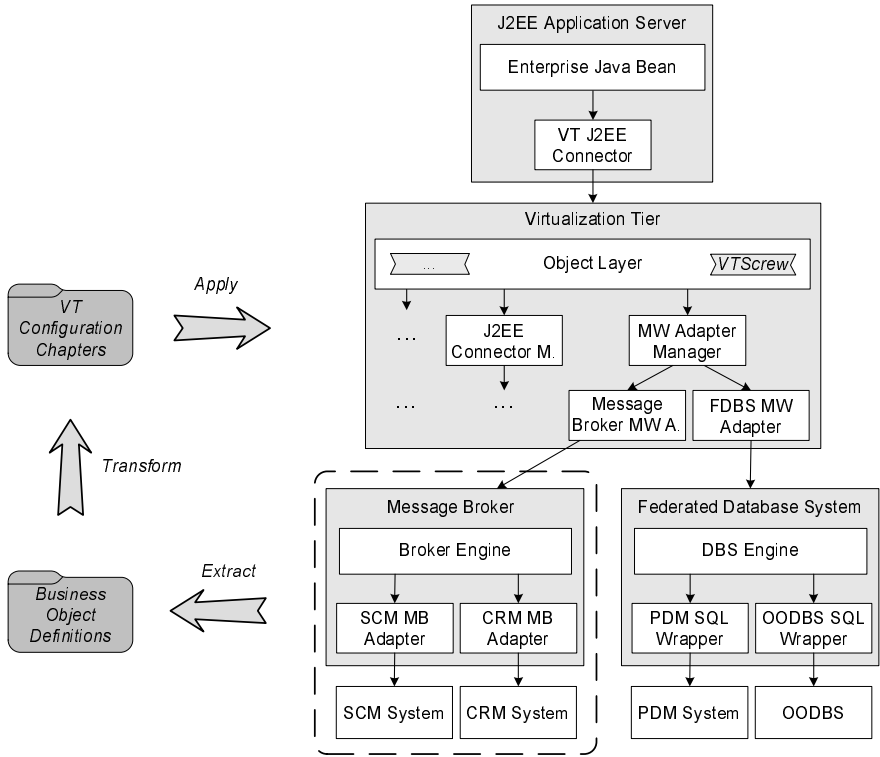 J2EE Application Server
Enterprise Java Bean
VT J2EE
Connector
Virtualization Tier
...
Object Layer
VTScrew
Apply
VT
Configuration
Chapters
...
J2EE
Connector M.
MW Adapter
Manager
...
...
Message
Broker MW A.
FDBS MW
Adapter
Transform
Message Broker
Broker Engine
SCM MB
Adapter
CRM MB
Adapter
SCM System
CRM System
Federated Database System
DBS Engine
PDM SQL
Wrapper
OODBS SQL
Wrapper
PDM System
OODBS
Extract
Business
Object
Definitions